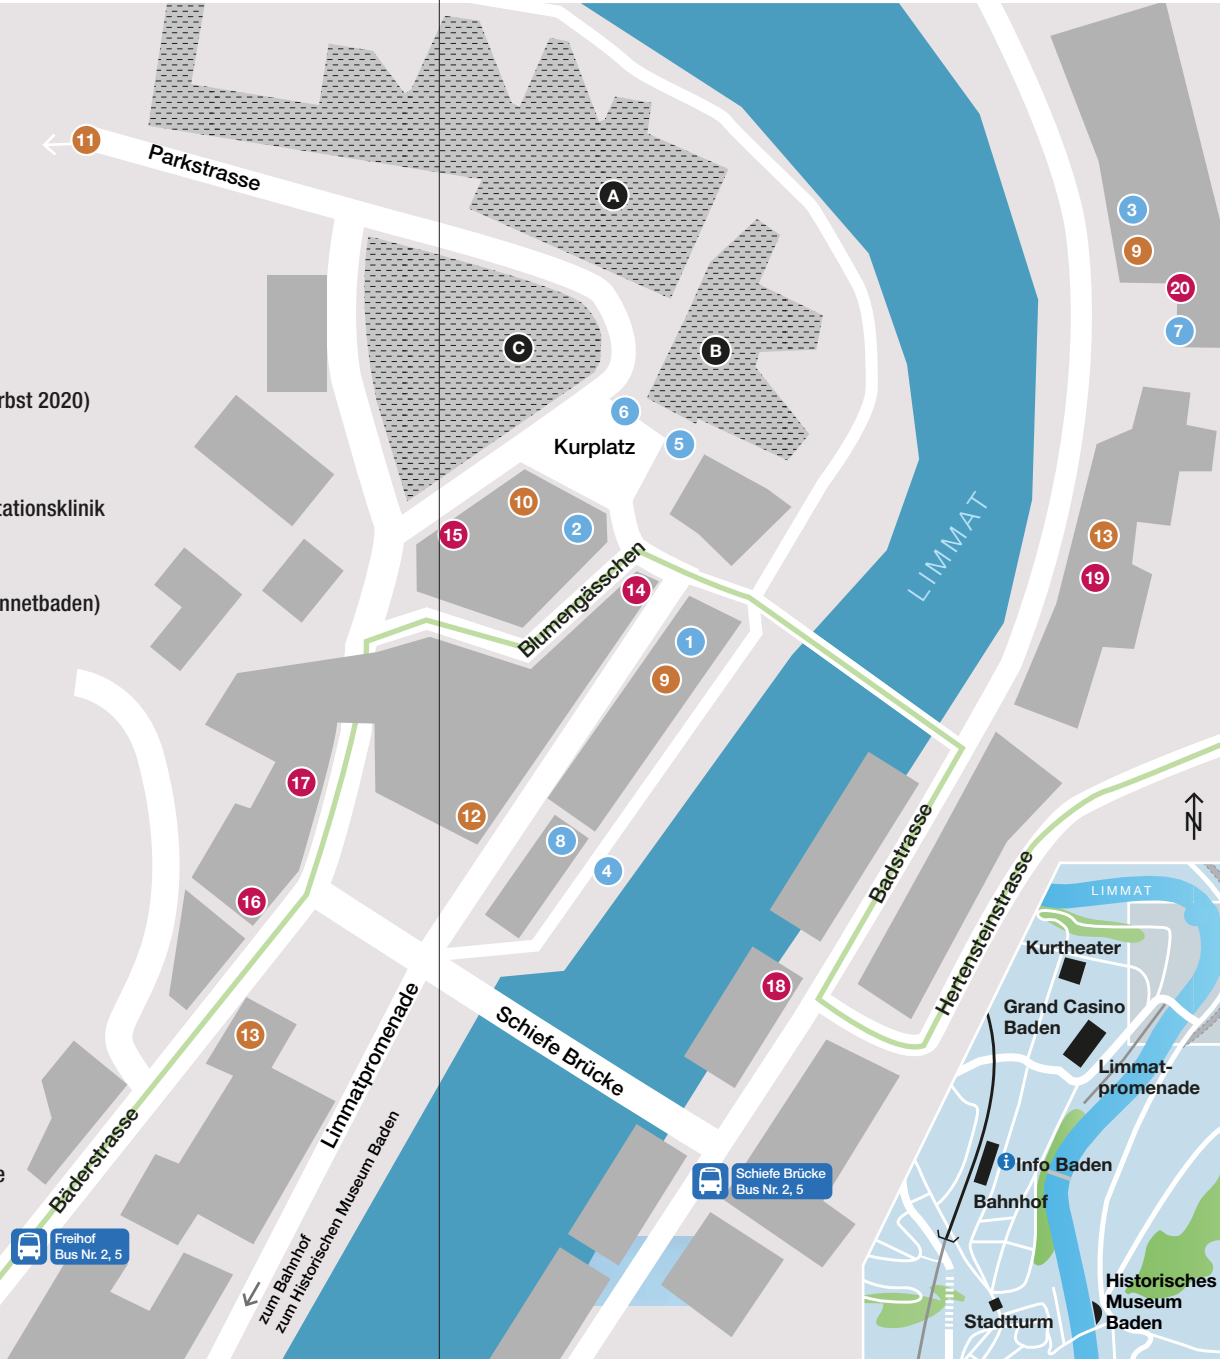 11
Parkstrasse
A
3
9
20
7
C
B
rbst 2020)
6
Kurplatz
5
tationsklinik
10
2
15
LIMMAT
13
19
nnetbaden)
Blumengässchen
14
1
9
17
12
8
4
16
Badstrasse
N
Hertensteinstrasse
18
13
Limmatpromenade
Schiefe Brücke
zum Bahnhof
zum Historischen Museum Baden
Bäderstrasse
e
Freihof
Bus Nr. 2, 5
Schiefe Brücke
Bus Nr. 2, 5
LIMMAT
Kurtheater
Grand Casino
Baden
Limmat-
promenade
i Info Baden
Bahnhof
Historisches
Museum
Baden
Stadtturm